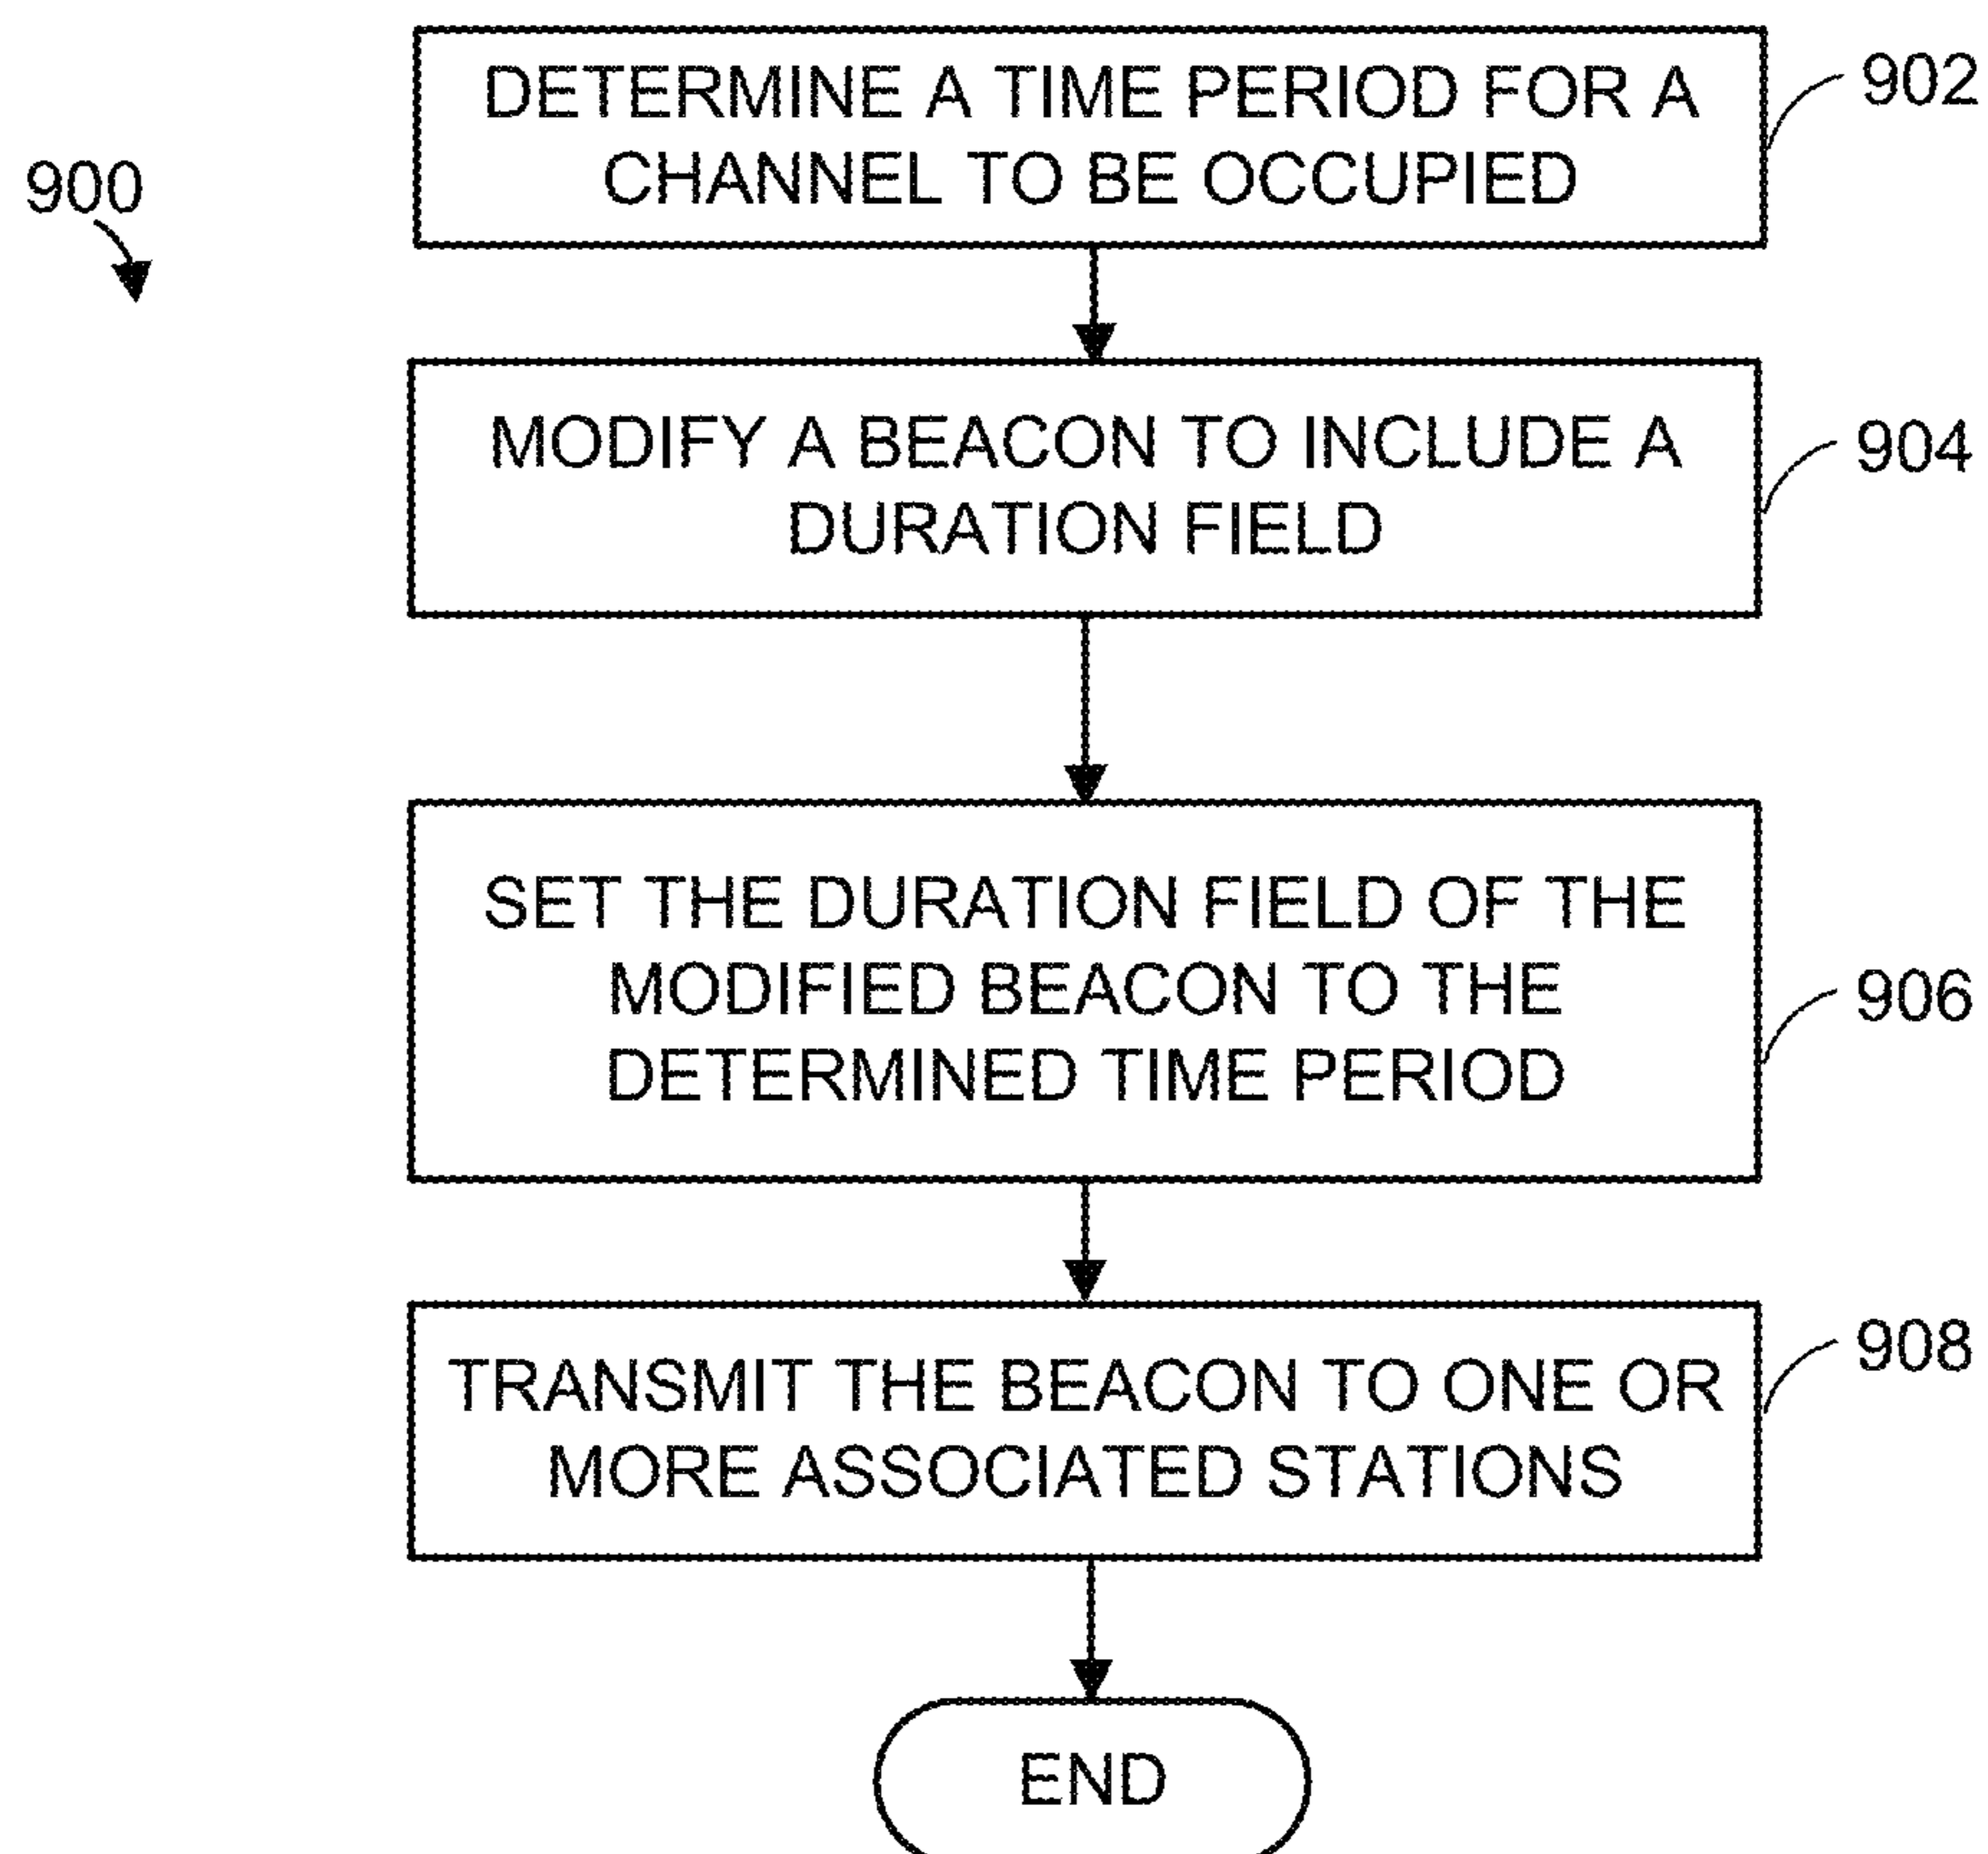 DETERMINE A TIME PERIOD FOR A
CHANNEL TO BE OCCUPIED
902
900
MODIFY A BEACON TO INCLUDE A
DURATION FIELD
904
SET THE DURATION FIELD OF THE
MODIFIED BEACON TO THE
DETERMINED TIME PERIOD
906
TRANSMIT THE BEACON TO ONE OR
MORE ASSOCIATED STATIONS
908
END